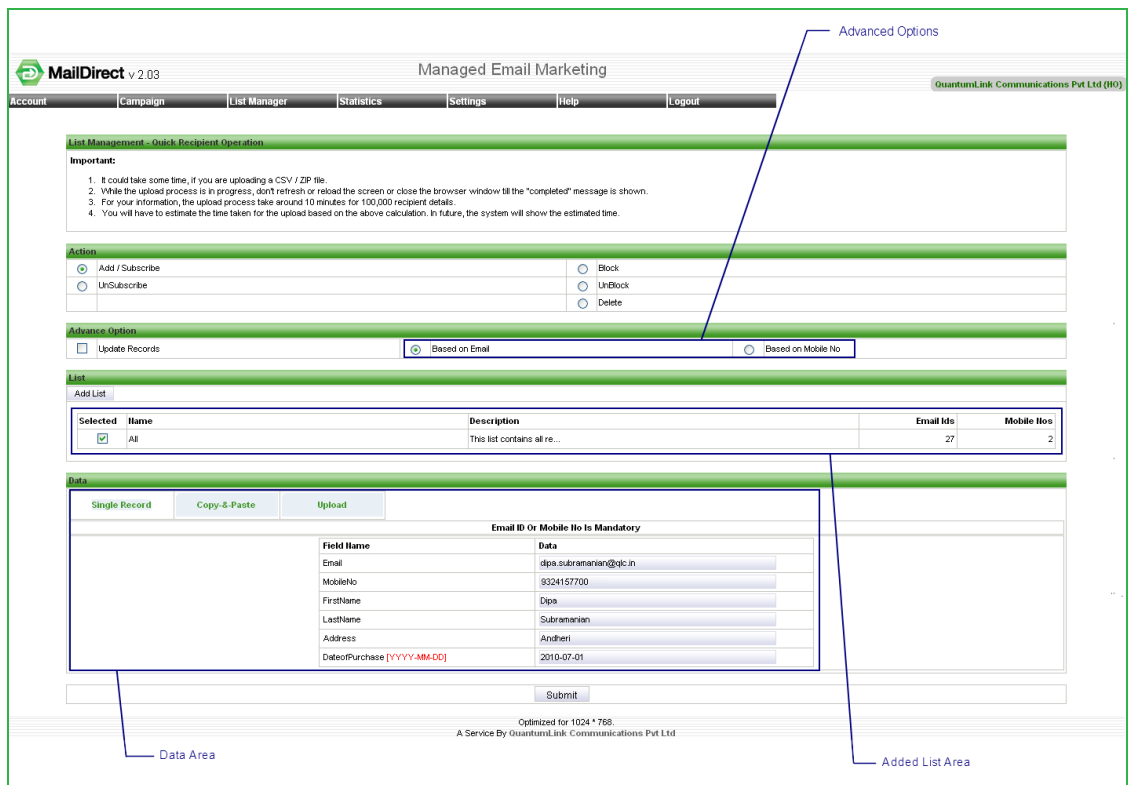 Advanced Options
MailDirect v 2.03
Managed Email Marketing
QuantumLink Communications Pvt Ltd (HO)
Account Campaign List Manager Statistics Settings Help Logout
List Management - Quick Recipient Operation
Important:
1. It could take some time, if you are uploading a CSV / ZIP file.
2. While the upload process is in progress, don't refresh or reload the screen or close the browser window till the "completed" message is shown.
3. For your information, the upload process take around 10 minutes for 100,000 recipient details.
4. You will have to estimate the time taken for the upload based on the above calculation. In future, the system will show the estimated time.
Action
Add / Subscribe Block
UnSubscribe UnBlock
Delete
Advance Option
Update Records Based on Email Based on Mobile No
List
Add List
Selected Name Description Email Ids Mobile Nos
All This list contains all re... 27 2
Data
Single Record Copy-&-Paste Upload
Email ID Or Mobile No Is Mandatory
Field Name Data
Email dipa.subramanian@qlc.in
MobileNo 9324157700
FirstName Dipa
LastName Subramanian
Address Andheri
DateofPurchase [YYYY-MM-DD] 2010-07-01
Submit
Optimized for 1024 * 768.
A Service By QuantumLink Communications Pvt Ltd
Data Area
Added List Area